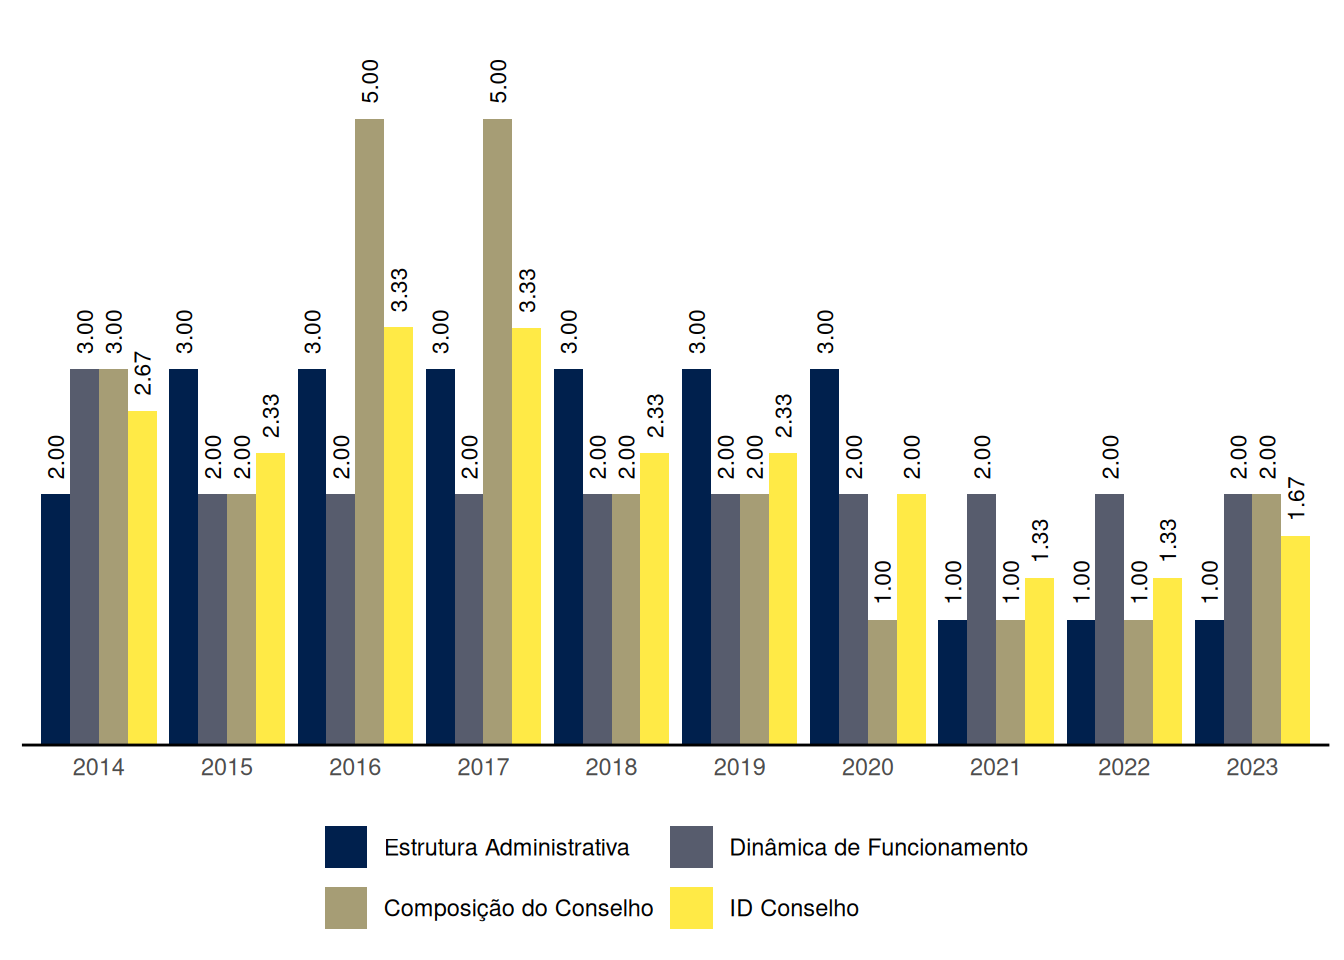 5.00 5.00
3.33 3.33
3.00 3.00 3.00 3.00 3.00 3.00 3.00 3.00
2.67
2.33 2.33 2.33
2.00 2.00 2.00 2.00 2.00 2.00 2.00 2.00 2.00 2.00 2.00 2.00 2.00 2.00 2.00
1.67
1.33 1.33
1.00 1.00 1.00 1.00 1.00 1.00
2014 2015 2016 2017 2018 2019 2020 2021 2022 2023
Estrutura Administrativa Dinâmica de Funcionamento
Composição do Conselho ID Conselho